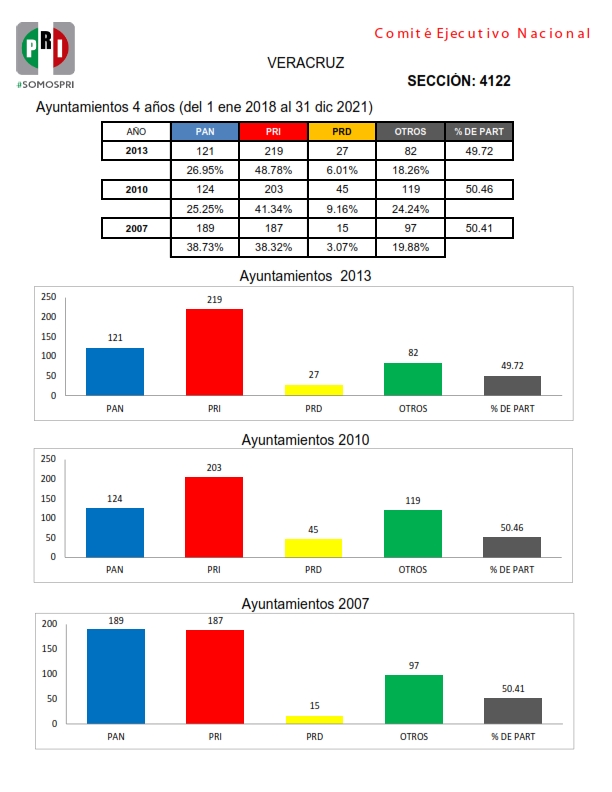 Comité Ejecutivo Nacional
PRI
#SOMOSPRI
VERACRUZ
SECCIÓN: 4122
Ayuntamientos 4 años (del 1 ene 2018 al 31 dic 2021)
AÑO PAN PRI PRD OTROS % DE PART
2013 121 219 27 82 49.72
26.95% 48.78% 6.01% 18.26%
2010 124 203 45 119 50.46
25.25% 41.34% 9.16% 24.24%
2007 189 187 15 97 50.41
38.73% 38.32% 3.07% 19.88%
Ayuntamientos 2013
250
200
150
100
50
0
121 219 27 82 49.72
PAN PRI PRD OTROS % DE PART
Ayuntamientos 2010
250
200
150
100
50
0
124 203 45 119 50.46
PAN PRI PRD OTROS % DE PART
Ayuntamientos 2007
200
150
100
50
0
189 187 15 97 50.41
PAN PRI PRD OTROS % DE PART